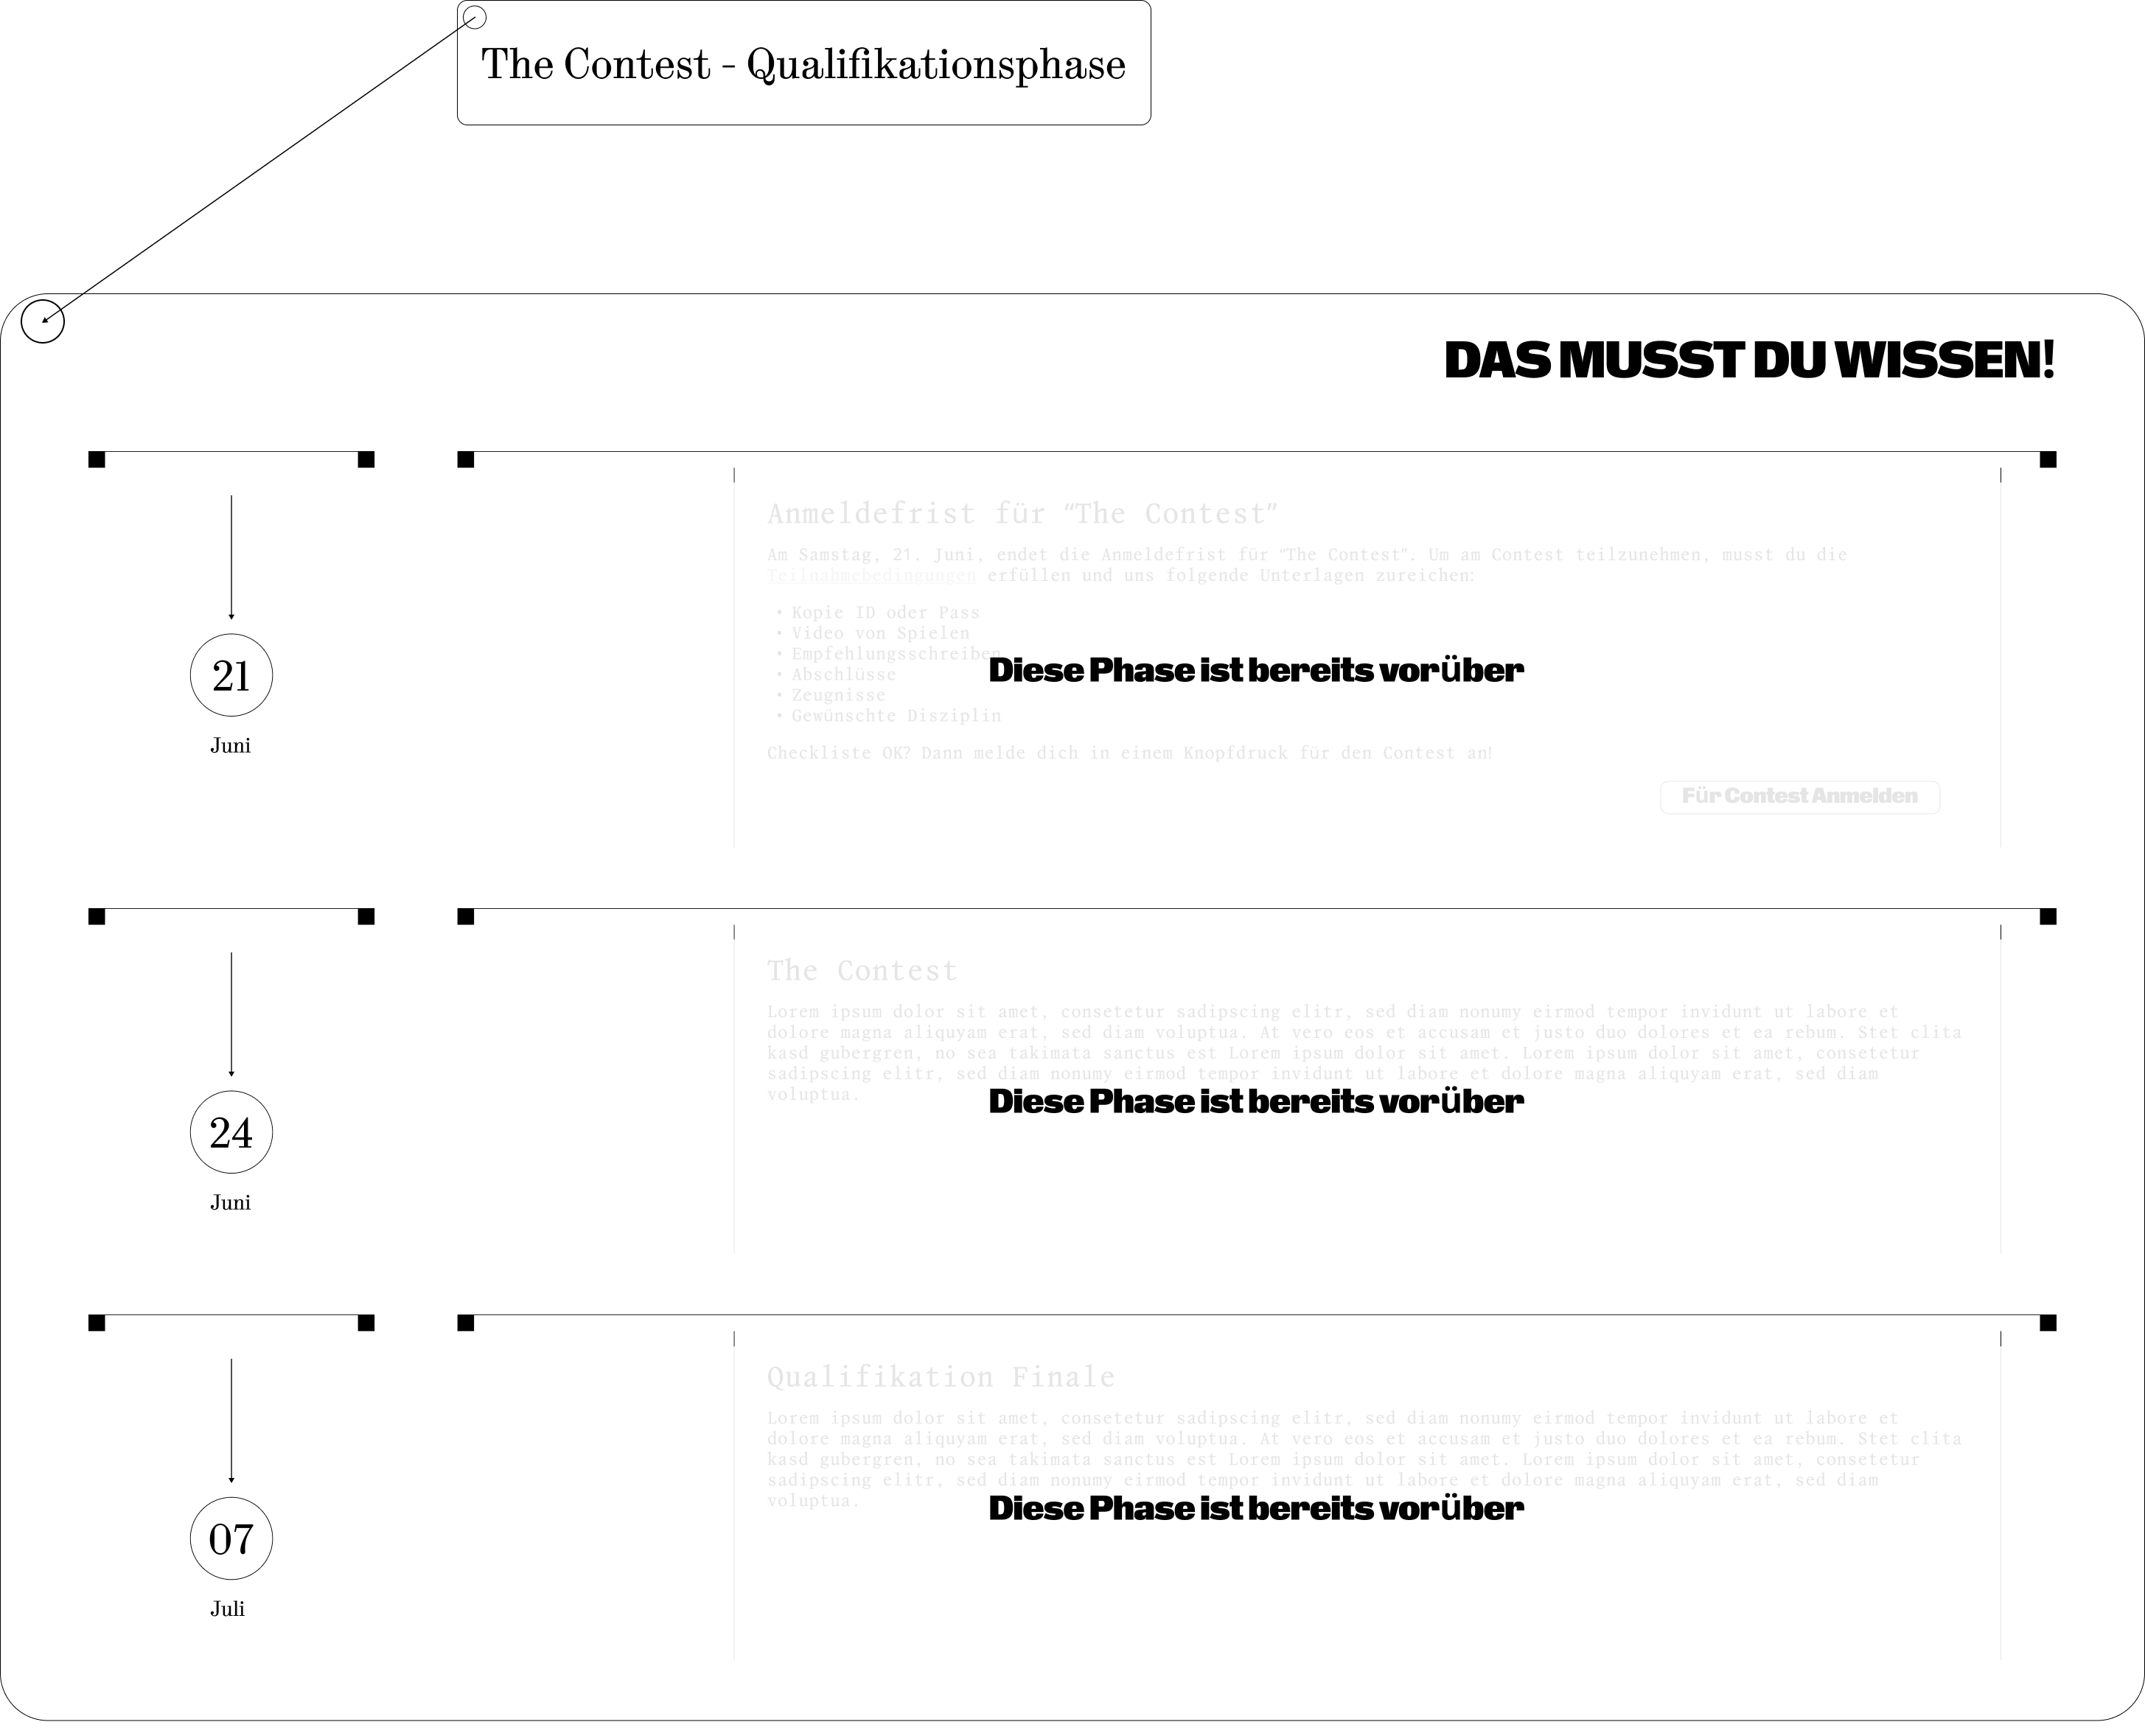 The Contest - Qualifikationsphase
DAS MUSST DU WISSEN!
21
Juni
Anmeldefrist für “The Contest”
Am Samstag, 21. Juni, endet die Anmeldefrist für “The Contest”. Um am Contest teilzunehmen, musst du die
Teilnahmebedingungen erfüllen und uns folgende Unterlagen zureichen:
• Kopie ID oder Pass
• Video von Spielen
• Empfehlungsschreiben
• Abschlüsse
• Zeugnisse
• Gewünschte Disziplin
Diese Phase ist bereits vorüber
Checkliste OK? Dann melde dich in einem Knopfdruck für den Contest an!
Für Contest Anmelden
24
Juni
The Contest
Lorem ipsum dolor sit amet, consetetur sadipscing elitr, sed diam nonumy eirmod tempor invidunt ut labore et
dolore magna aliquyam erat, sed diam voluptua. At vero eos et accusam et justo duo dolores et ea rebum. Stet clita
kasd gubergren, no sea takimata sanctus est Lorem ipsum dolor sit amet. Lorem ipsum dolor sit amet, consetetur
sadipscing elitr, sed diam nonumy eirmod tempor invidunt ut labore et dolore magna aliquyam erat, sed diam
voluptua.
Diese Phase ist bereits vorüber
07
Juli
Qualifikation Finale
Lorem ipsum dolor sit amet, consetetur sadipscing elitr, sed diam nonumy eirmod tempor invidunt ut labore et
dolore magna aliquyam erat, sed diam voluptua. At vero eos et accusam et justo duo dolores et ea rebum. Stet clita
kasd gubergren, no sea takimata sanctus est Lorem ipsum dolor sit amet. Lorem ipsum dolor sit amet, consetetur
sadipscing elitr, sed diam nonumy eirmod tempor invidunt ut labore et dolore magna aliquyam erat, sed diam
voluptua.
Diese Phase ist bereits vorüber